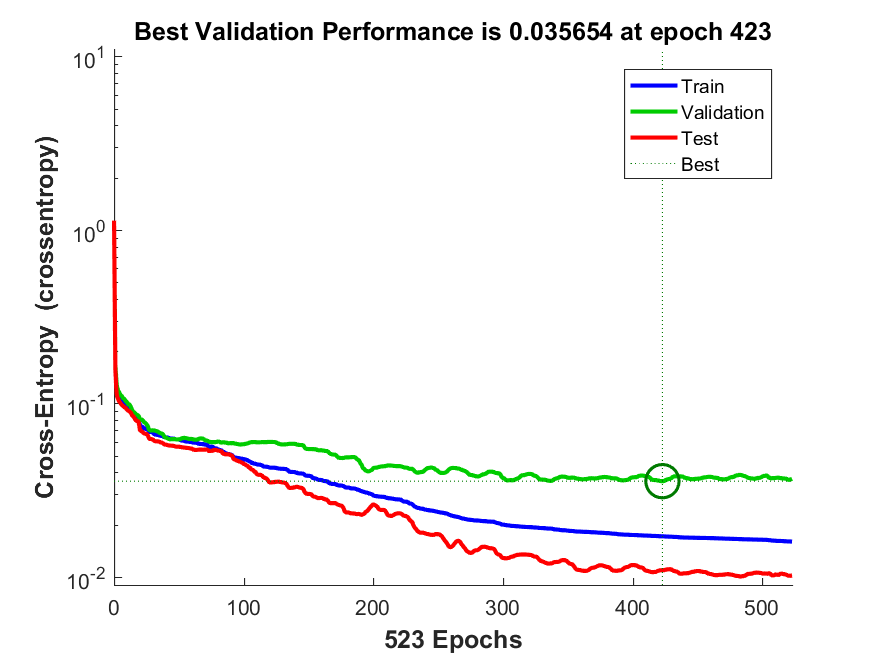 Best Validation Performance is 0.035654 at epoch 423
10^1
10^0
10^-1
10^-2
Cross-Entropy (crossentropy)
Train
Validation
Test
Best
0 100 200 300 400 500
523 Epochs